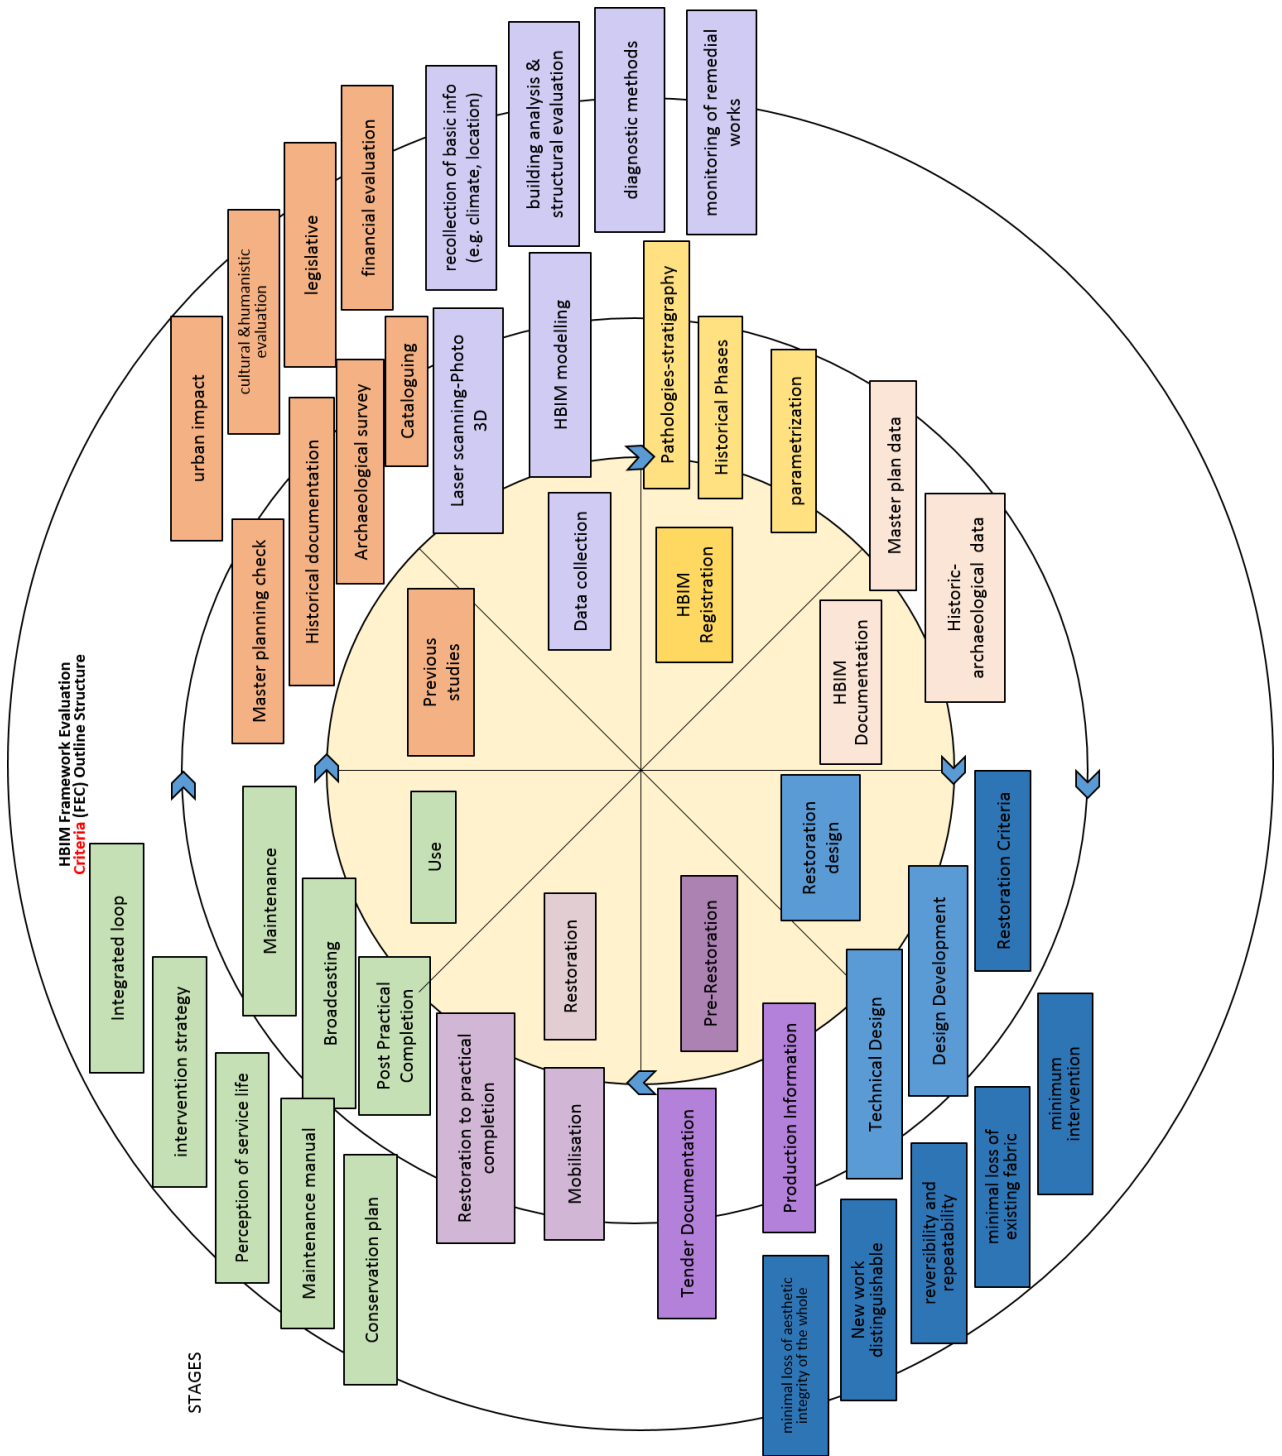 HBIM Framework Evaluation
Criteria (FEC) Outline Structure
STAGES
Previous
studies
Master planning check
Historical documentation
Archaeological survey
Cataloguing
urban impact
cultural &humanistic
evaluation
legislative
financial evaluation
Data collection
Laser scanning-Photo
3D
HBIM modelling
recollection of basic info
(e.g. climate, location)
building analysis &
structural evaluation
diagnostic methods
monitoring of remedial
works
HBIM
Registration
Pathologies-stratigraphy
Historical Phases
parametrization
HBIM
Documentation
Master plan data
Historic-
archaeological data
Restoration
design
Restoration Criteria
Design Development
Technical Design
minimum
intervention
minimal loss of
existing fabric
reversibility and
repeatability
New work
distinguishable
minimal loss of aesthetic
integrity of the whole
Pre-Restoration
Production Information
Tender Documentation
Restoration
Mobilisation
Restoration to practical
completion
Use
Post Practical
Completion
Broadcasting
Maintenance
Conservation plan
Maintenance manual
Perception of service life
intervention strategy
Integrated loop